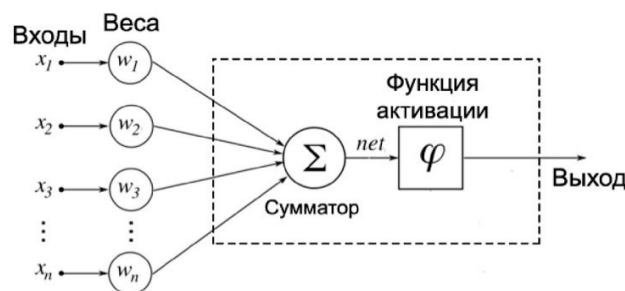 Входы
Веса
x1
w1
x2
w2
x3
w3
xn
wn
Σ
Сумматор
net
Функция
активации
φ
Выход